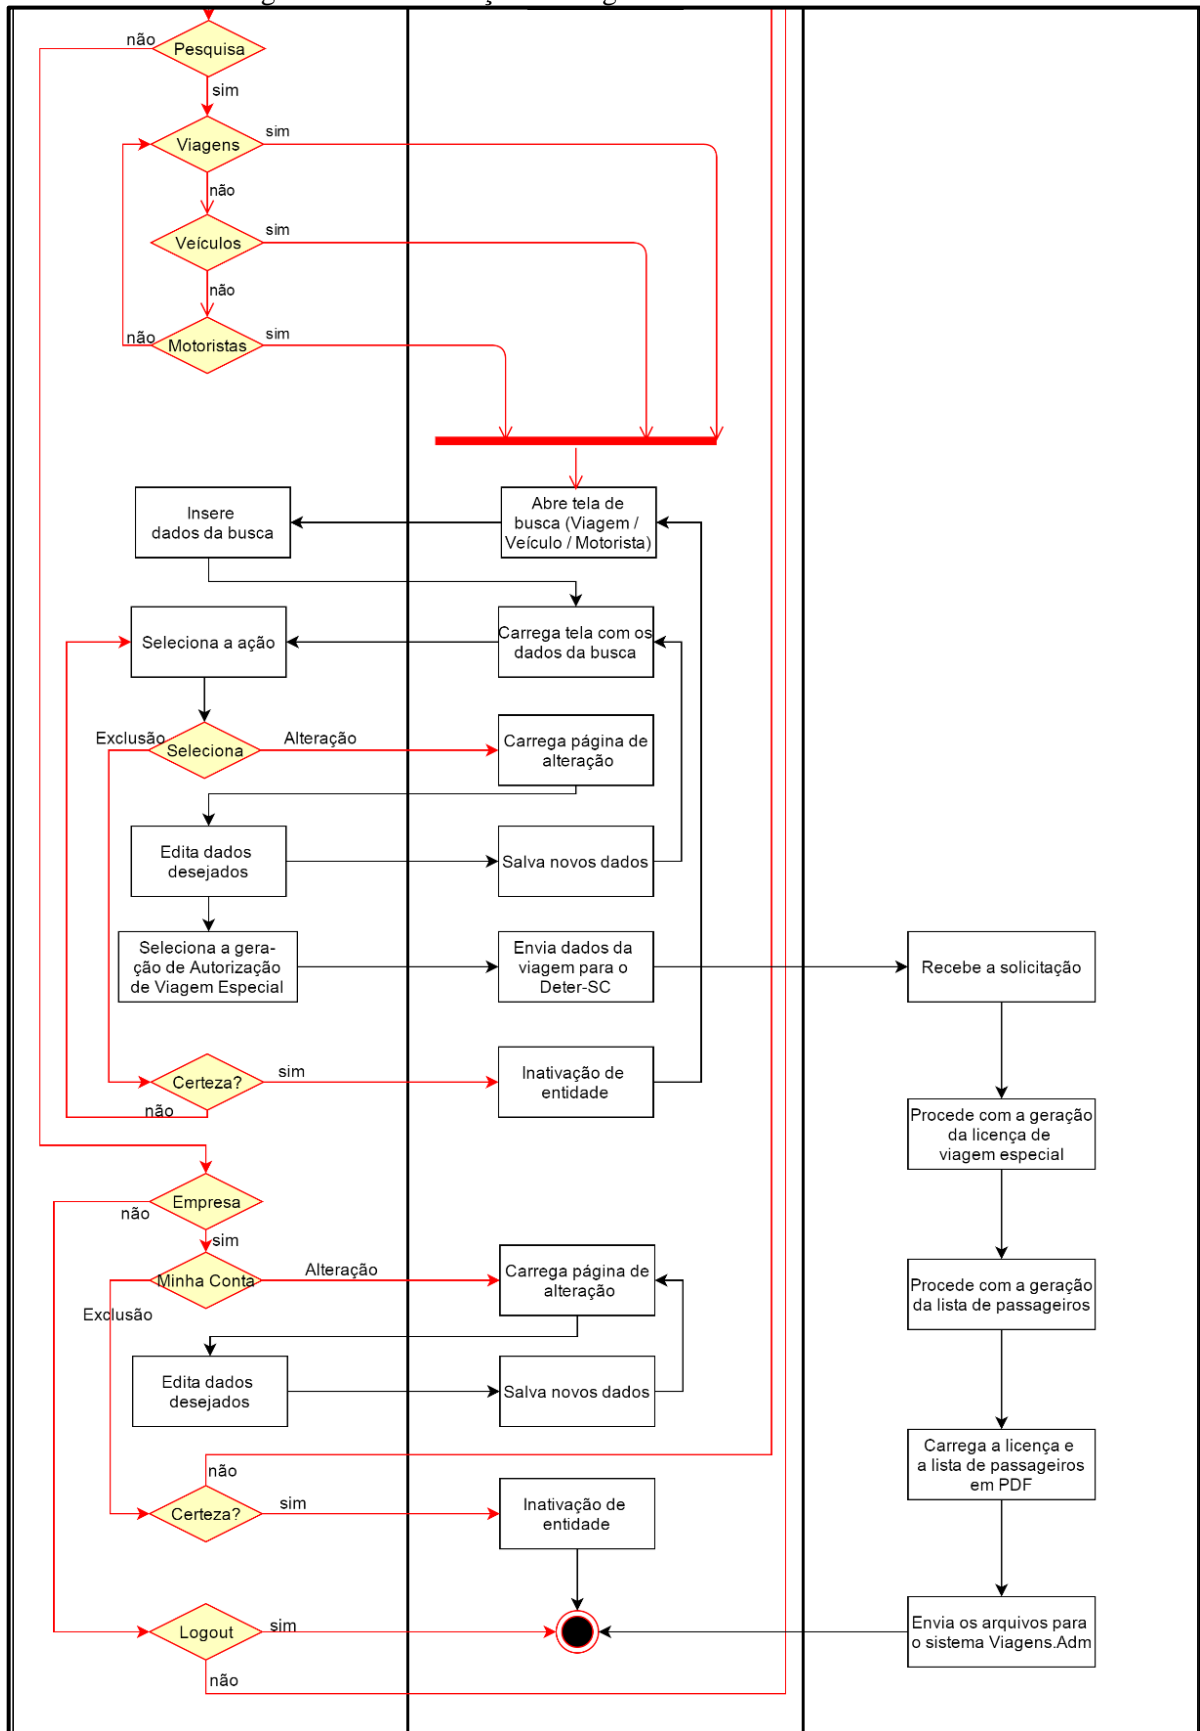 não
Pesquisa
sim
Viagens
sim
não
Veículos
sim
não
não
Motoristas
sim
Insere
dados da busca
Abre tela de
busca (Viagem /
Veículo / Motorista)
Seleciona a ação
Carrega tela com os
dados da busca
Exclusão
Seleciona
Alteração
Carrega página de
alteração
Edita dados
desejados
Salva novos dados
Seleciona a gera-
ção de Autorização
de Viagem Especial
Envia dados da
viagem para o
Deter-SC
Recebe a solicitação
Certeza?
sim
não
Inativação de
entidade
Procede com a geração
da licença de
viagem especial
Empresa
não
sim
Minha Conta
Alteração
Exclusão
Carrega página de
alteração
Procede com a geração
da lista de passageiros
Edita dados
desejados
Salva novos dados
não
Certeza?
sim
Inativação de
entidade
Carrega a licença e
a lista de passageiros
em PDF
Logout
sim
não
Envia os arquivos para
o sistema Viagens.Adm